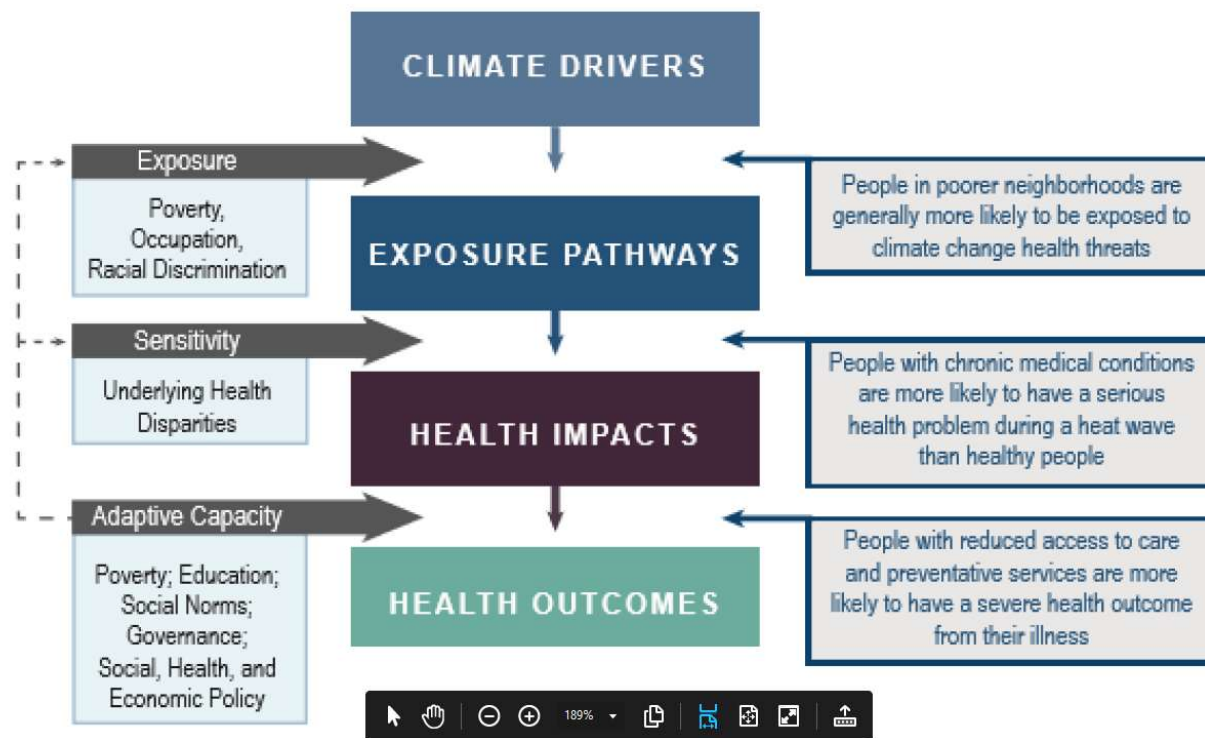 CLIMATE DRIVERS
Exposure
Poverty,
Occupation,
Racial Discrimination
People in poorer neighborhoods are
generally more likely to be exposed to
climate change health threats
EXPOSURE PATHWAYS
Sensitivity
Underlying Health
Disparities
People with chronic medical conditions
are more likely to have a serious
health problem during a heat wave
than healthy people
HEALTH IMPACTS
Adaptive Capacity
Poverty; Education;
Social Norms;
Governance;
Social, Health, and
Economic Policy
People with reduced access to care
and preventative services are more
likely to have a severe health outcome
from their illness
HEALTH OUTCOMES
189%